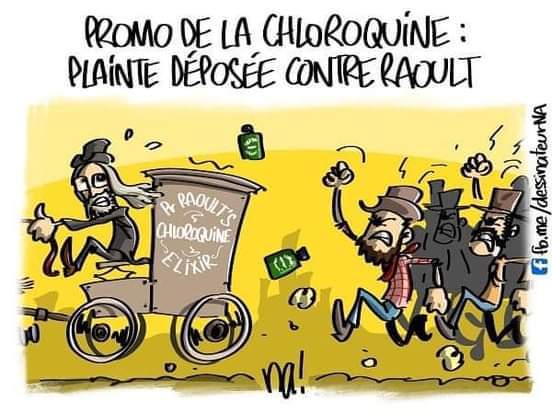 PROMO DE LA CHLOROQUINE :
PLAINTE DÉPOSÉE CONTRE RAOULT
Pr RAOULT'S
CHLOROQUINE
ELIXIR
na!
fb.me/dessinateurNA